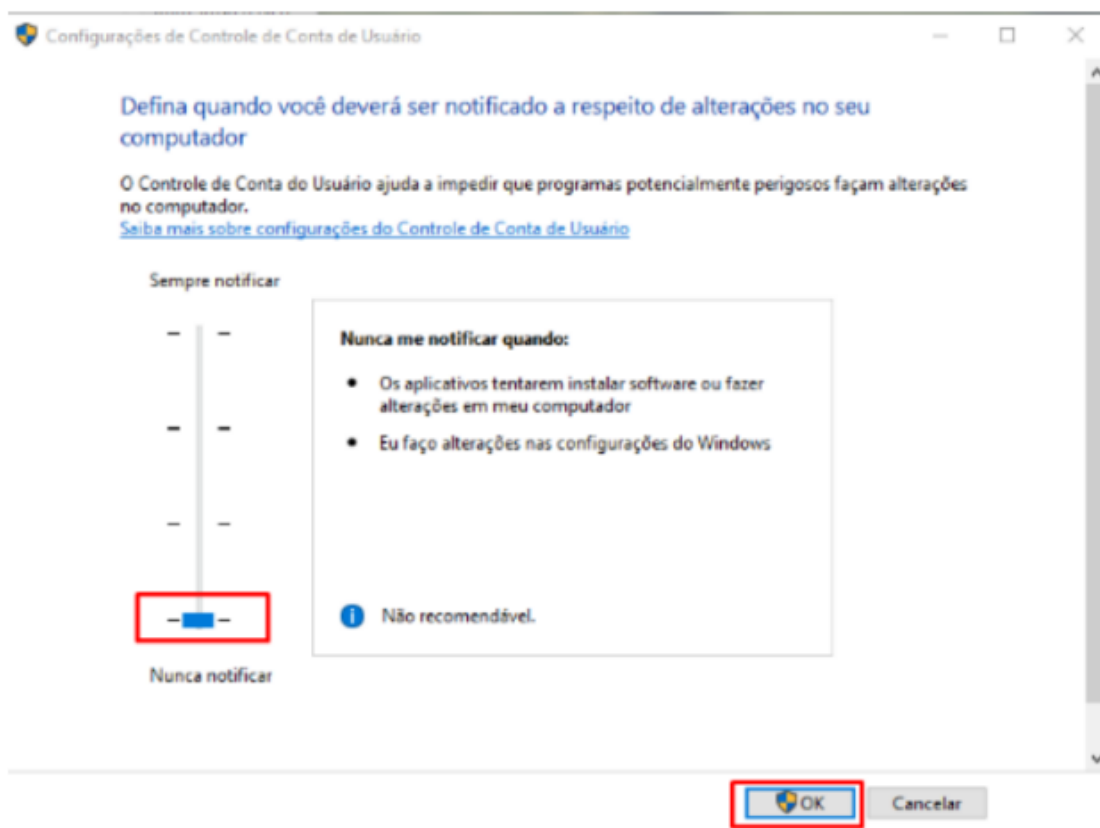 Configurações de Controle de Conta de Usuário
Defina quando você deverá ser notificado a respeito de alterações no seu
computador
O Controle de Conta do Usuário ajuda a impedir que programas potencialmente perigosos façam alterações
no computador.
Saiba mais sobre configurações do Controle de Conta de Usuário
Sempre notificar
Nunca me notificar quando:
• Os aplicativos tentarem instalar software ou fazer
alterações em meu computador
• Eu faço alterações nas configurações do Windows
Não recomendável.
Nunca notificar
OK
Cancelar